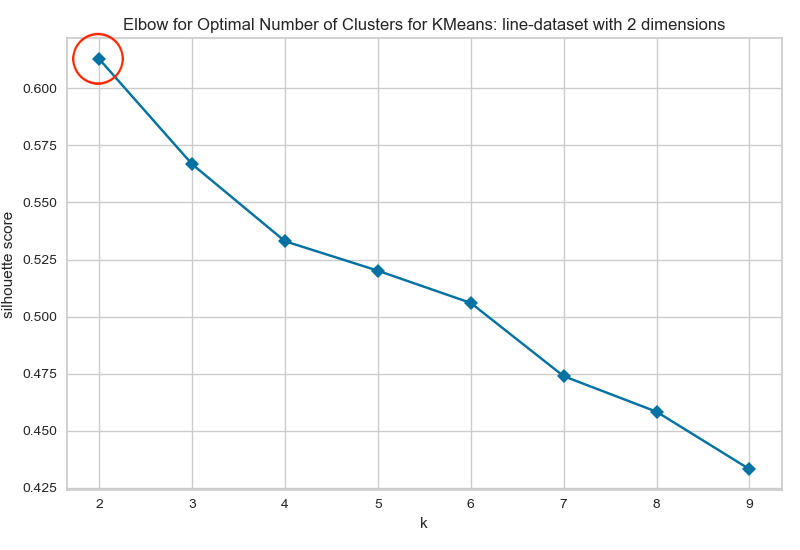 Elbow for Optimal Number of Clusters for KMeans: line-dataset with 2 dimensions
silhouette score
0.600
0.575
0.550
0.525
0.500
0.475
0.450
0.425
2 3 4 5 6 7 8 9
k